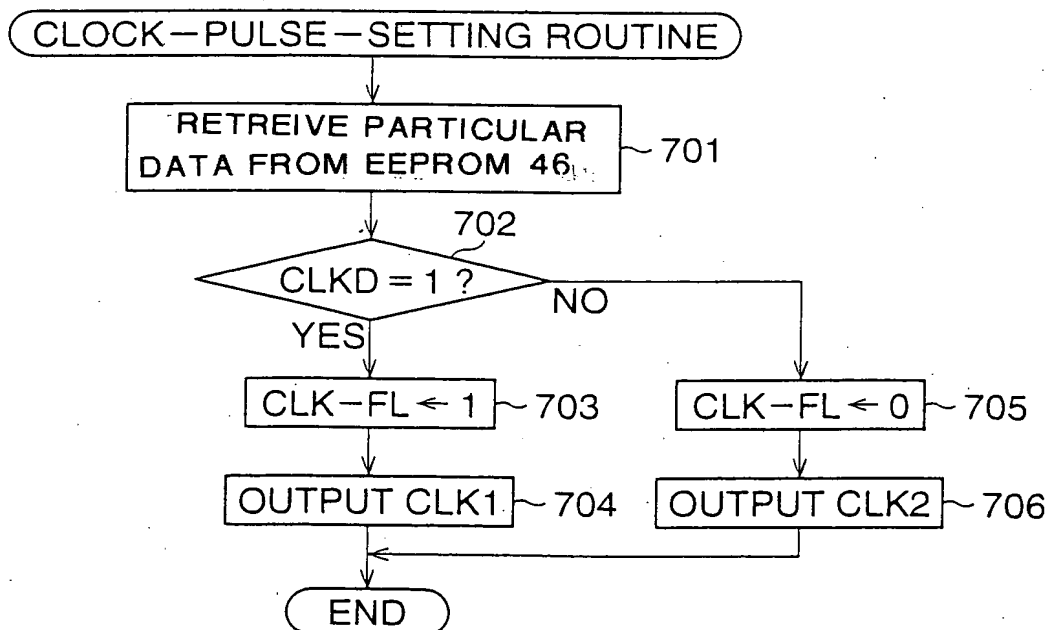 CLOCK-PULSE-SETTING ROUTINE
RETREIVE PARTICULAR
DATA FROM EEPROM 46
701
702
CLKD = 1 ?
NO
YES
CLK-FL ← 1
703
CLK-FL ← 0
705
OUTPUT CLK1
704
OUTPUT CLK2
706
END